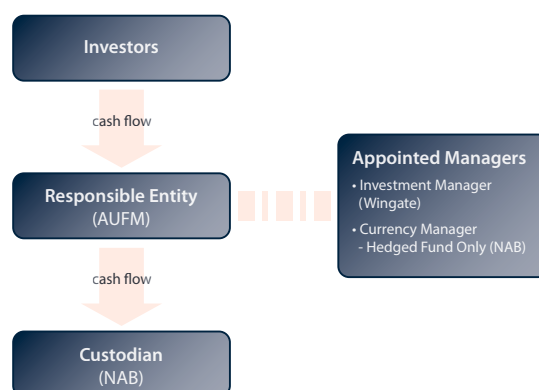 Investors
cash flow
Responsible Entity
(AUFM)
cash flow
Custodian
(NAB)
Appointed Managers
• Investment Manager
(Wingate)
• Currency Manager
- Hedged Fund Only (NAB)